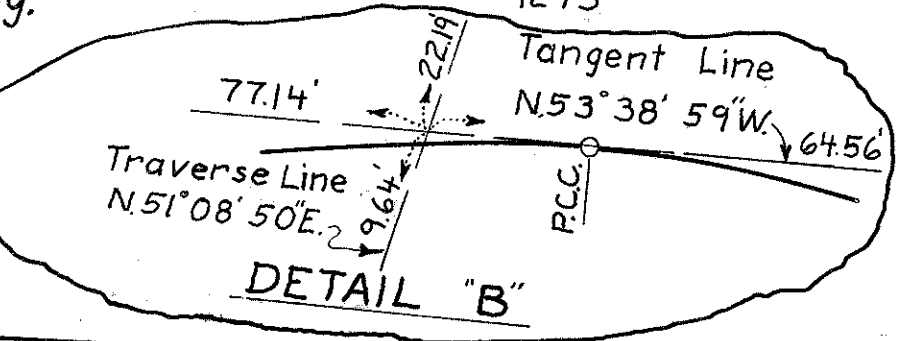 y.
Tangent Line
N.53°38'59"W.
77.14'
22.19'
64.56'
Traverse Line
N.51°08'50"E.
9.64'
P.C.C.
DETAIL "B"